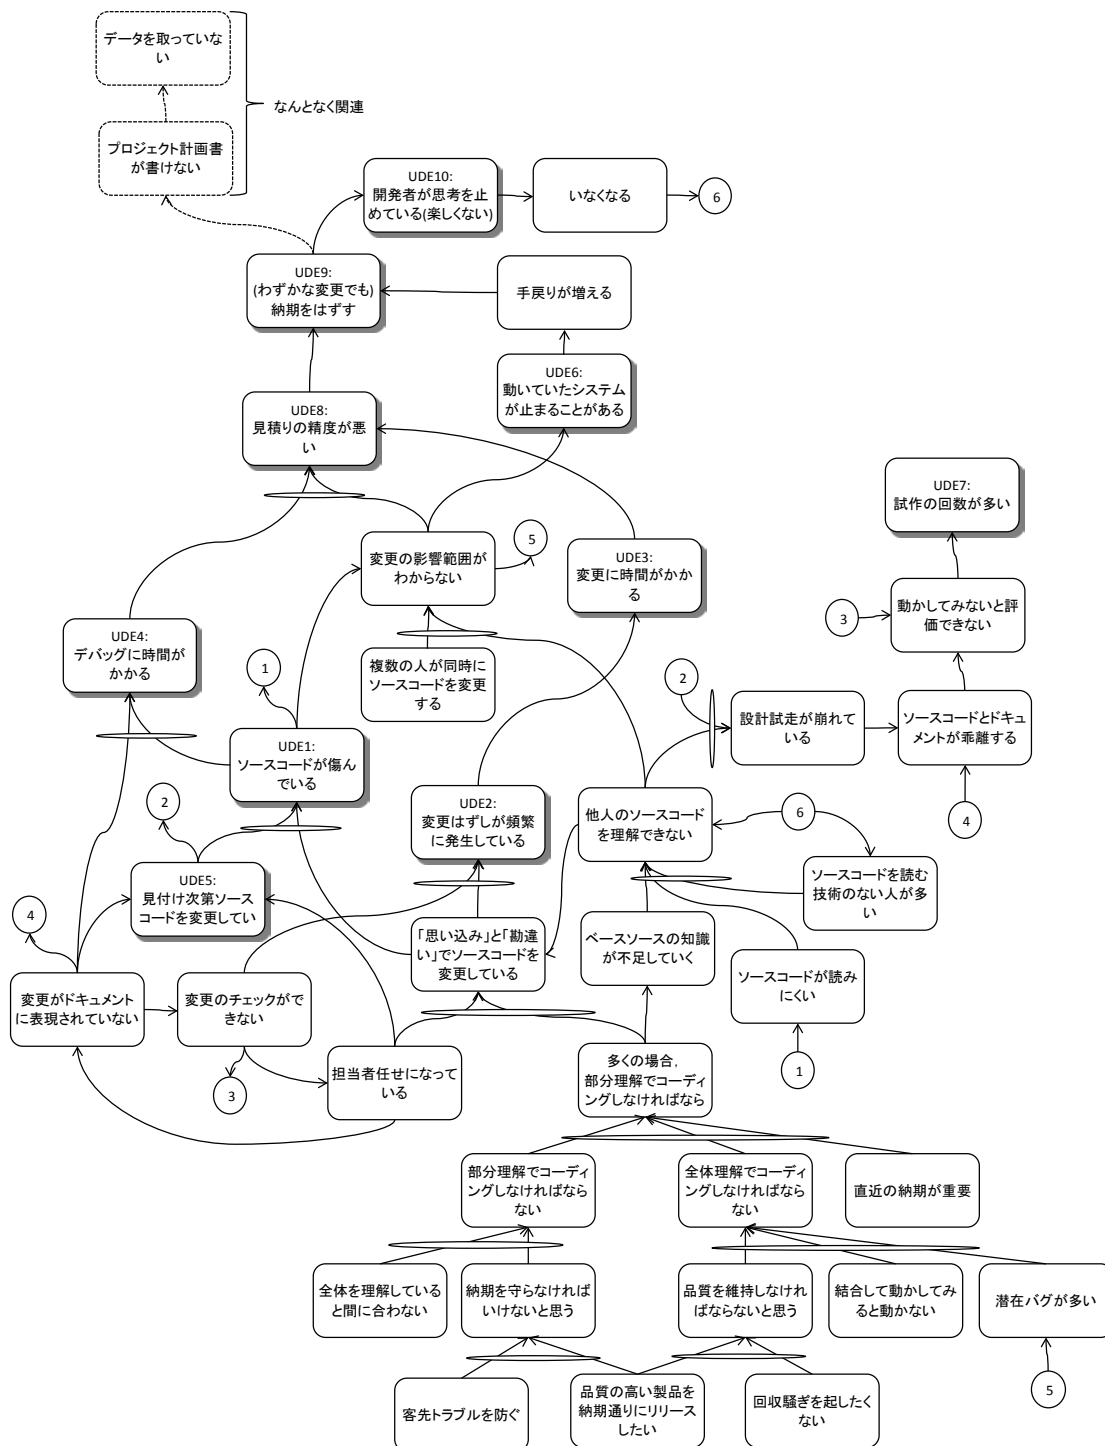 データを取っていな
い
なんとなく関連
プロジェクト計画書
が書けない
UDE10:
開発者が思考を止
めている(楽しくない)
いなくなる
6
UDE9:
(わずかな変更でも)
納期をはずす
手戻りが増える
UDE8:
見積りの精度が悪
い
UDE6:
動いていたシステム
が止まることがある
UDE7:
試作の回数が多い
変更の影響範囲が
わからない
5
UDE3:
変更に時間がかか
る
3
動かしてみないと評
価できない
UDE4:
デバッグに時間が
かかる
1
複数の人が同時に
ソースコードを変更
する
2
設計試走が崩れて
いる
ソースコードとドキュ
メントが乖離する
UDE1:
ソースコードが傷ん
でいる
2
UDE2:
変更はずしが頻繁
に発生している
他人のソースコード
を理解できない
6
4
UDE5:
見付け次第ソース
コードを変更してい
ソースコードを読む
技術のない人が多
い
4
「思い込み」と「勘違
い」でソースコードを
変更している
ベースソースの知識
が不足していく
ソースコードが読み
にくい
変更がドキュメント
に表現されていない
変更のチェックがで
きない
3
担当者任せになって
いる
多くの場合，
部分理解でコーディ
ングしなければなら
1
部分理解でコーディ
ングしなければなら
ない
全体理解でコーディ
ングしなければなら
ない
直近の納期が重要
全体を理解している
と間に合わない
納期を守らなければ
いけないと思う
品質を維持しなけれ
ばならないと思う
結合して動かしてみ
ると動かない
潜在バグが多い
客先トラブルを防ぐ
品質の高い製品を
納期通りにリリース
したい
回収騒ぎを起したく
ない
5